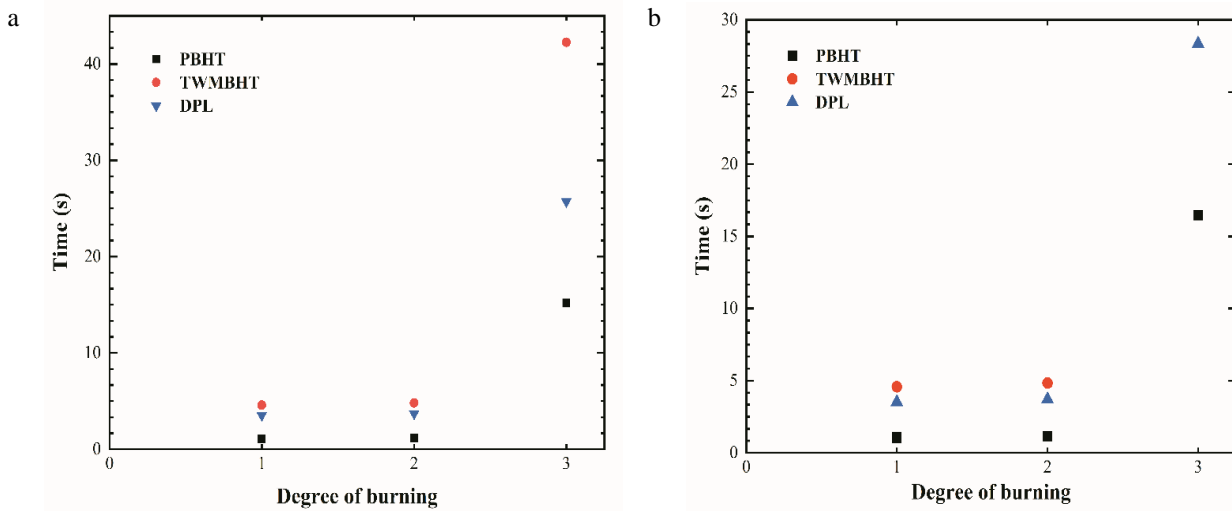 a
40
30
20
10
0
Time (s)
PBHT
TWMBHT
DPL
0 1 2 3
Degree of burning
b
30
25
20
15
10
5
0
Time (s)
PBHT
TWMBHT
DPL
0 1 2 3
Degree of burning